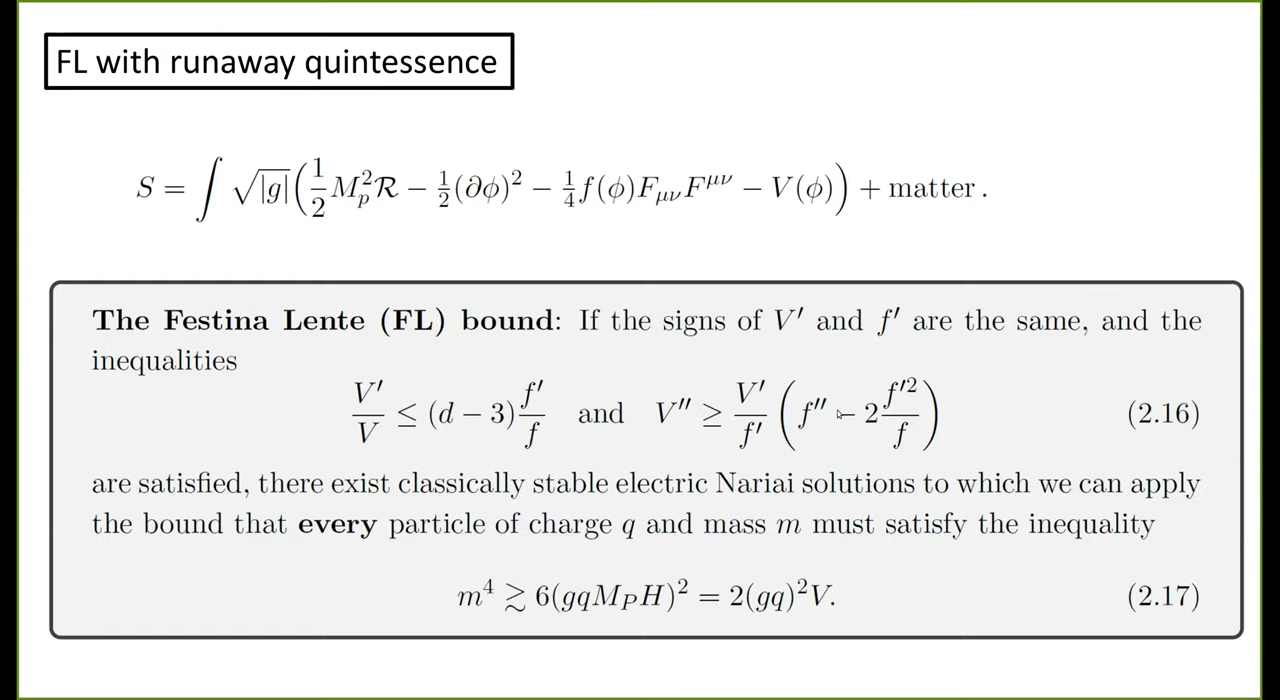 FL with runaway quintessence
S = ∫ √|g| ( 1/2 M_p^2 ℛ − 1/2 (∂ϕ)^2 − 1/4 f(ϕ) F_{μν} F^{μν} − V(ϕ) ) + matter .
The Festina Lente (FL) bound: If the signs of V′ and f′ are the same, and the
inequalities
V′/V ≤ (d − 3) f′/f and V″ ≥ V′/f′ ( f″ − 2 f′2/f ) (2.16)
are satisfied, there exist classically stable electric Nariai solutions to which we can apply
the bound that every particle of charge q and mass m must satisfy the inequality
m^4 ≳ 6(gqM_P H)^2 = 2(gq)^2 V. (2.17)